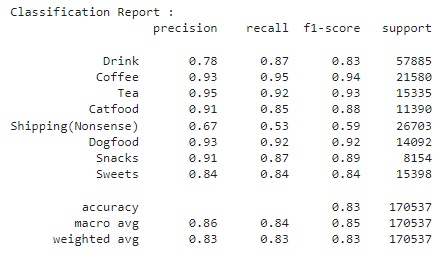 Classification Report :
precision recall f1-score support
Drink 0.78 0.87 0.83 57885
Coffee 0.93 0.95 0.94 21580
Tea 0.95 0.92 0.93 15335
Catfood 0.91 0.85 0.88 11390
Shipping(Nonsense) 0.67 0.53 0.59 26703
Dogfood 0.93 0.92 0.92 14092
Snacks 0.91 0.87 0.89 8154
Sweets 0.84 0.84 0.84 15398
accuracy 0.83 170537
macro avg 0.86 0.84 0.85 170537
weighted avg 0.83 0.83 0.83 170537